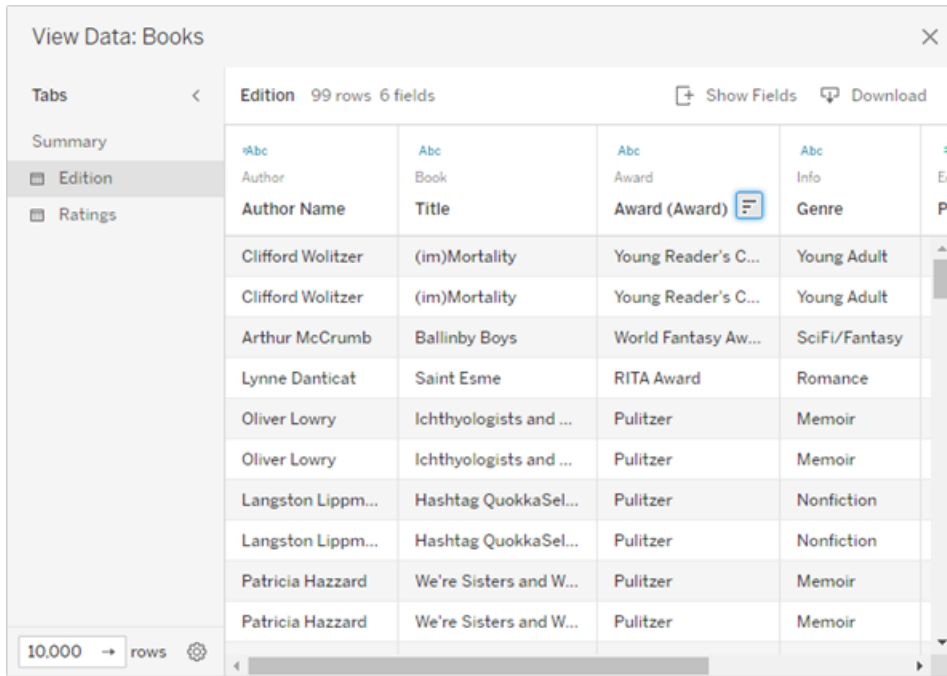 View Data: Books
Tabs
Edition 99 rows 6 fields
Show Fields
Download
Summary
Edition
Ratings
Abc Abc Abc Abc
Author Book Award Info
Author Name Title Award (Award) Genre P
Clifford Wolitzer (im)Mortality Young Reader's C... Young Adult
Clifford Wolitzer (im)Mortality Young Reader's C... Young Adult
Arthur McCrumb Ballinby Boys World Fantasy Aw... SciFi/Fantasy
Lynne Danticat Saint Esme RITA Award Romance
Oliver Lowry Ichthyologists and ... Pulitzer Memoir
Oliver Lowry Ichthyologists and ... Pulitzer Memoir
Langston Lippm... Hashtag QuokkaSel... Pulitzer Nonfiction
Langston Lippm... Hashtag QuokkaSel... Pulitzer Nonfiction
Patricia Hazzard We're Sisters and W... Pulitzer Memoir
Patricia Hazzard We're Sisters and W... Pulitzer Memoir
10,000 → rows